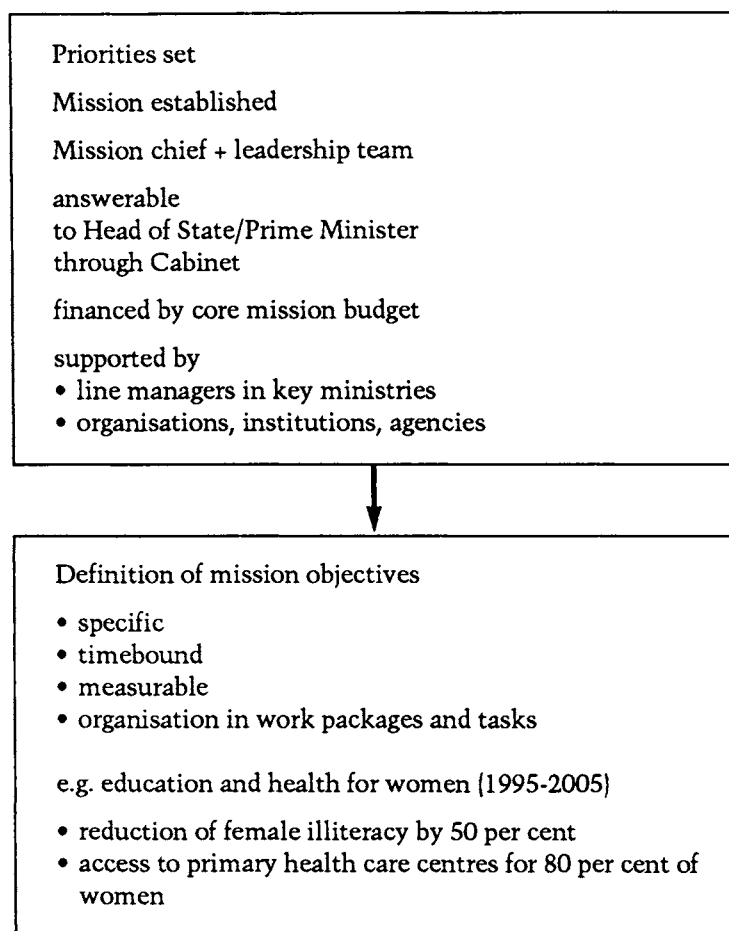 Priorities set
Mission established
Mission chief + leadership team
answerable
to Head of State/Prime Minister
through Cabinet
financed by core mission budget
supported by
• line managers in key ministries
• organisations, institutions, agencies
Definition of mission objectives
• specific
• timebound
• measurable
• organisation in work packages and tasks
e.g. education and health for women (1995-2005)
• reduction of female illiteracy by 50 per cent
• access to primary health care centres for 80 per cent of
women